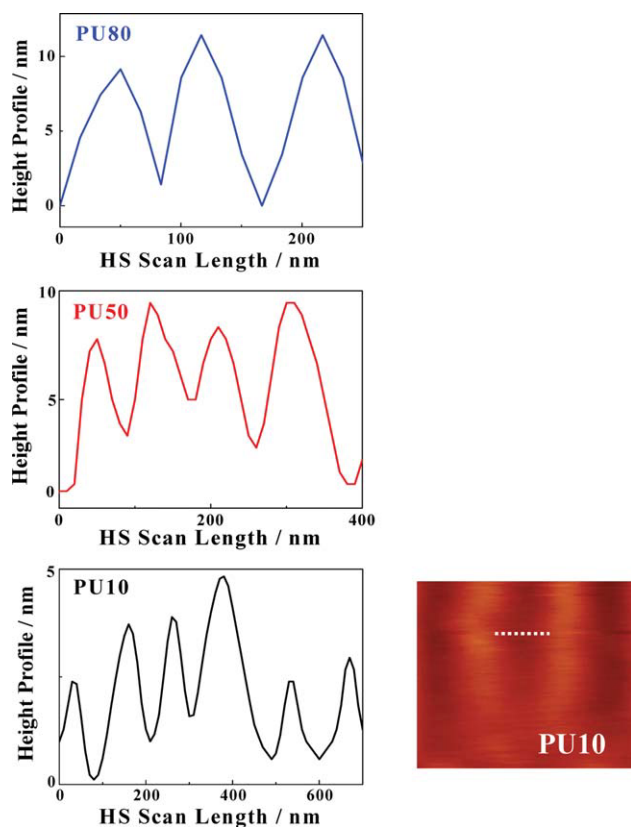 PU80
10
5
0
Height Profile / nm
0 100 200
HS Scan Length / nm
PU50
10
5
0
Height Profile / nm
0 200 400
HS Scan Length / nm
PU10
5
0
Height Profile / nm
0 200 400 600
HS Scan Length / nm
PU10